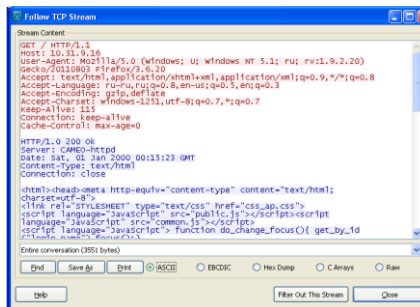 Follow TCP Stream
Stream Content
GET / HTTP/1.1
Host: 10.31.9.16
User-Agent: Mozilla/5.0 (Windows; U; Windows NT 5.1; ru; rv:1.9.2.20)
Gecko/20110803 Firefox/3.6.20
Accept: text/html,application/xhtml+xml,application/xml;q=0.9,*/*;q=0.8
Accept-Language: ru-ru,ru;q=0.8,en-us;q=0.5,en;q=0.3
Accept-Encoding: gzip,deflate
Accept-Charset: windows-1251,utf-8;q=0.7,*;q=0.7
Keep-Alive: 115
Connection: keep-alive
Cache-Control: max-age=0
HTTP/1.0 200 Ok
Server: CAMEO-httpd
Date: Sat, 01 Jan 2000 00:15:23 GMT
Content-Type: text/html
Connection: close
<html><head><meta http-equiv="content-type" content="text/html;
charset=utf-8">
<link rel="STYLESHEET" type="text/css" href="css_ap.css">
<script language="JavaScript" src="public.js"></script><script
language="JavaScript" src="common.js"></script>
<script language="JavaScript"> function do_change_focus(){ get_by_id
("login_name").focus();}
Entire conversation (3551 bytes)
Find Save As Print ASCII EBCDIC Hex Dump C Arrays Raw
Help Filter Out This Stream Close